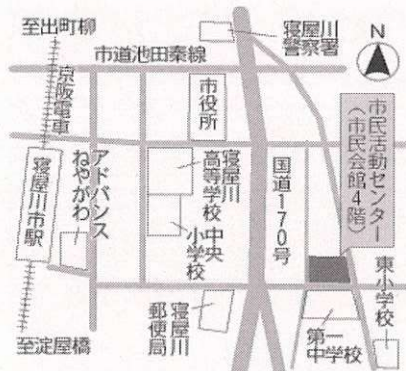 至出町柳
京阪電車
市道池田秦線
寝屋川
警察署
N
市役所
市民活動センター
（市民会館4階）
寝屋川市駅
アドバンス
ねやがわ
寝屋川
高等学校
中央
小学校
国道170号
東小学校
至淀屋橋
寝屋川
郵便局
第一
中学校